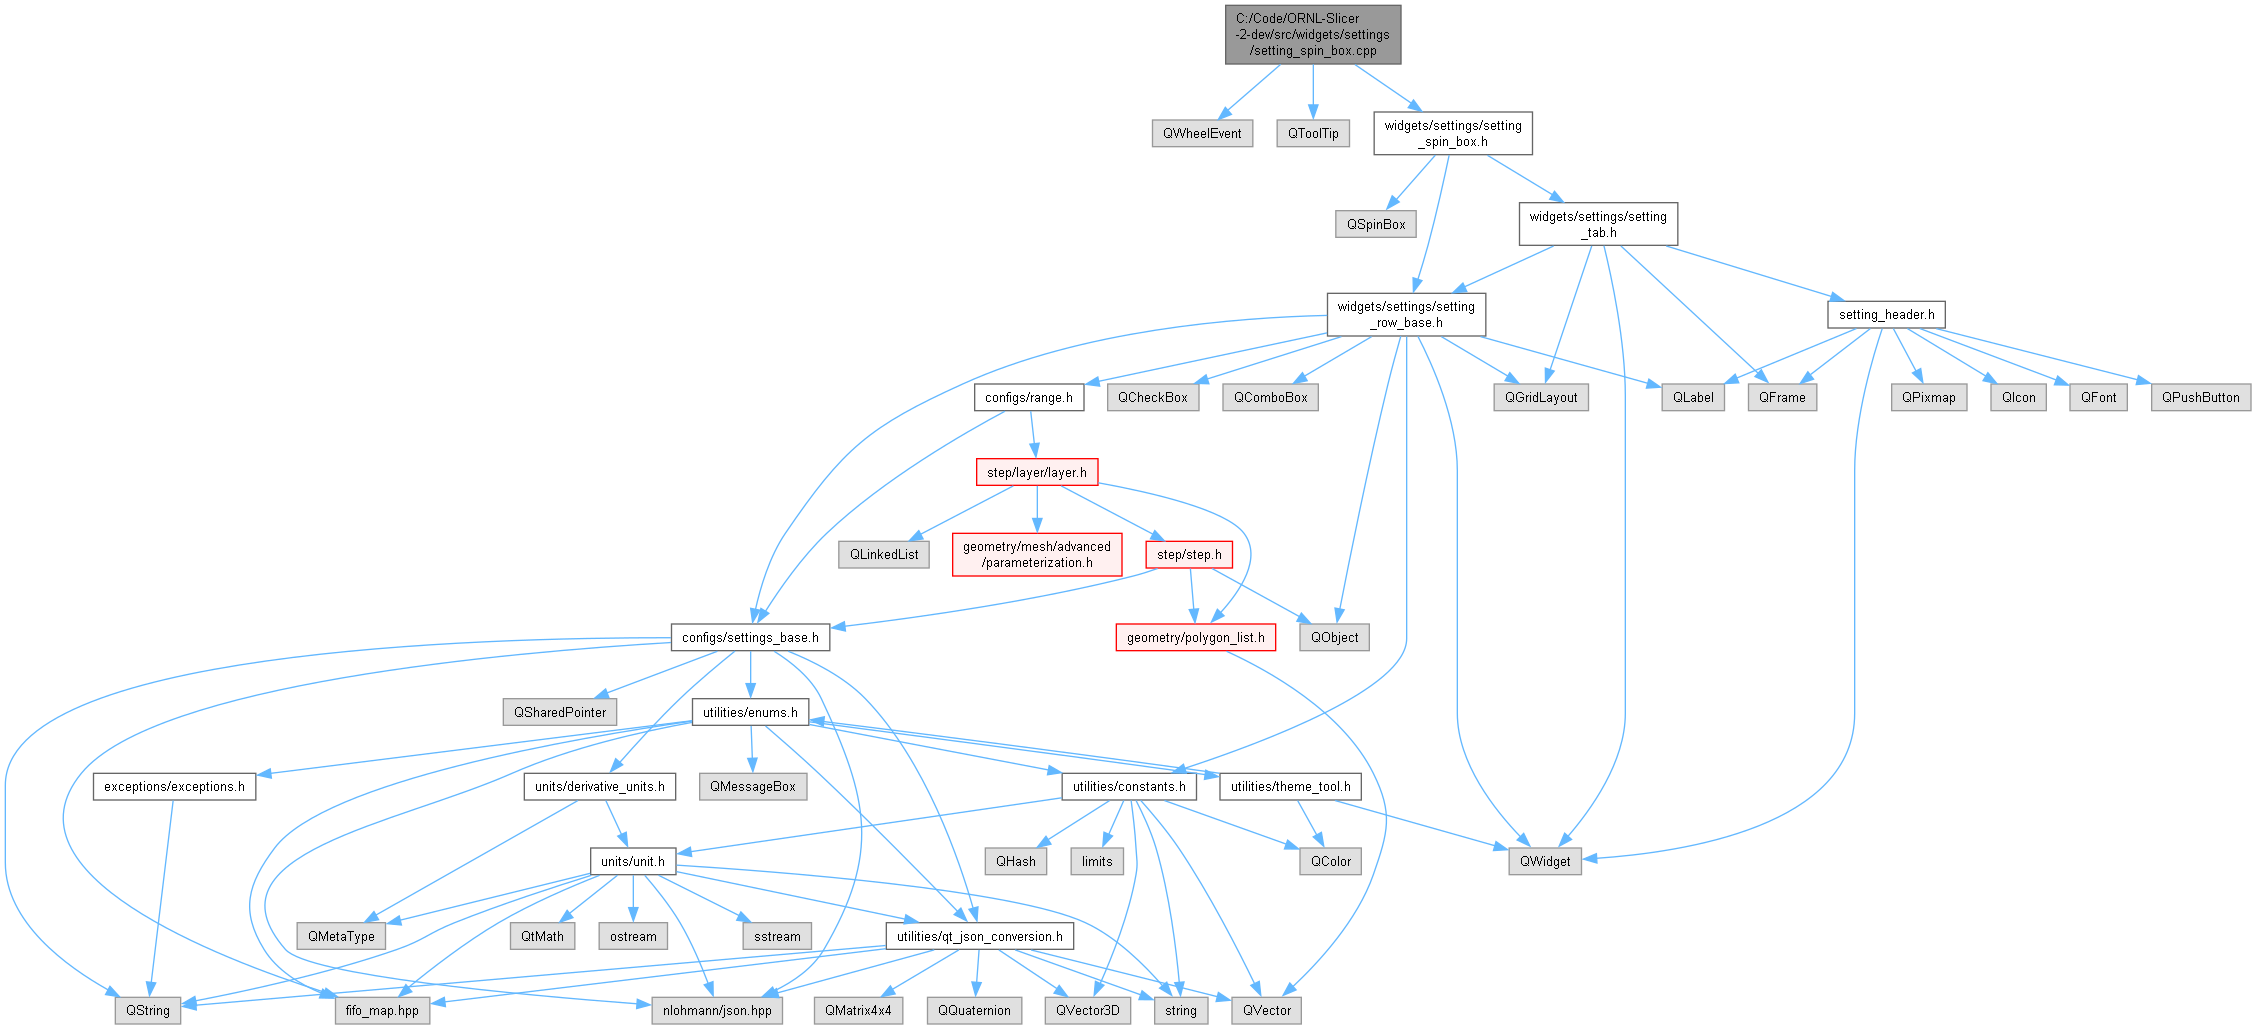 C:/Code/ORNL-Slicer
-2-dev/src/widgets/settings
/setting_spin_box.cpp
QWheelEvent
QToolTip
widgets/settings/setting
_spin_box.h
QSpinBox
widgets/settings/setting
_tab.h
widgets/settings/setting
_row_base.h
setting_header.h
configs/range.h
QCheckBox
QComboBox
QGridLayout
QLabel
QFrame
QPixmap
QIcon
QFont
QPushButton
step/layer/layer.h
QLinkedList
geometry/mesh/advanced
/parameterization.h
step/step.h
configs/settings_base.h
geometry/polygon_list.h
QObject
QSharedPointer
utilities/enums.h
exceptions/exceptions.h
units/derivative_units.h
QMessageBox
utilities/constants.h
utilities/theme_tool.h
units/unit.h
QHash
limits
QColor
QWidget
QMetaType
QtMath
ostream
sstream
utilities/qt_json_conversion.h
QString
fifo_map.hpp
nlohmann/json.hpp
QMatrix4x4
QQuaternion
QVector3D
string
QVector